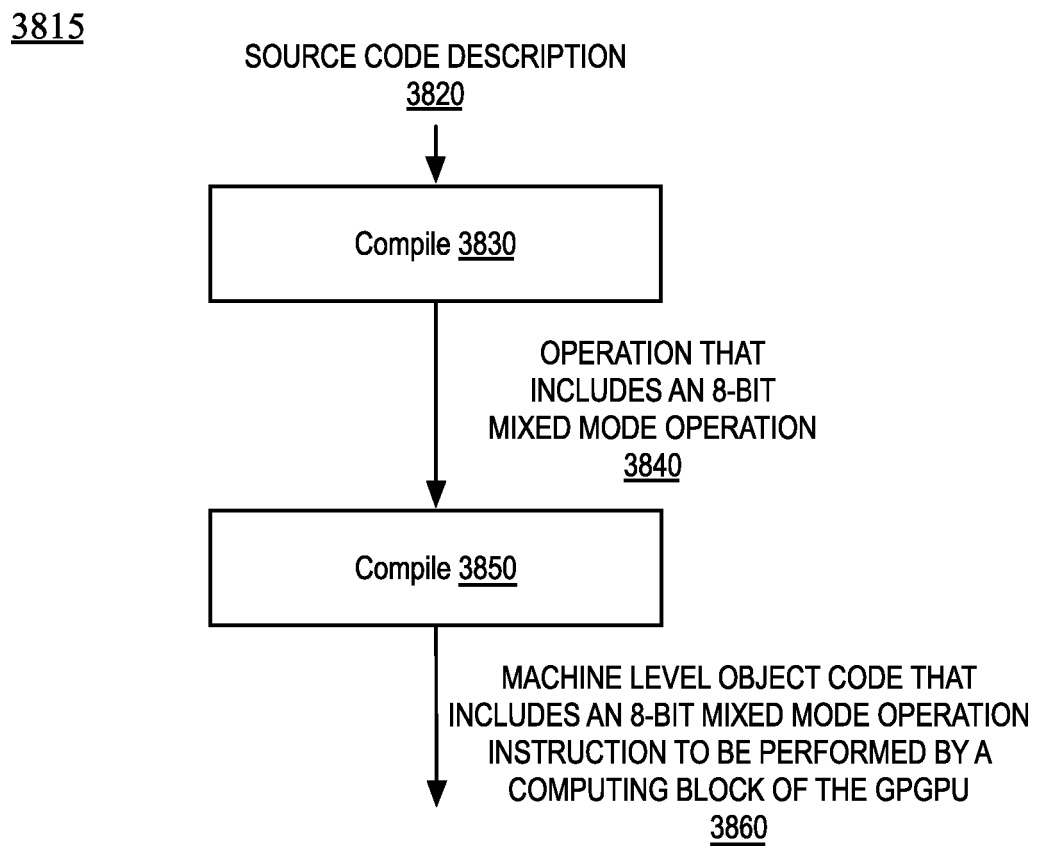 3815
SOURCE CODE DESCRIPTION
3820
Compile 3830
OPERATION THAT
INCLUDES AN 8-BIT
MIXED MODE OPERATION
3840
Compile 3850
MACHINE LEVEL OBJECT CODE THAT
INCLUDES AN 8-BIT MIXED MODE OPERATION
INSTRUCTION TO BE PERFORMED BY A
COMPUTING BLOCK OF THE GPGPU
3860